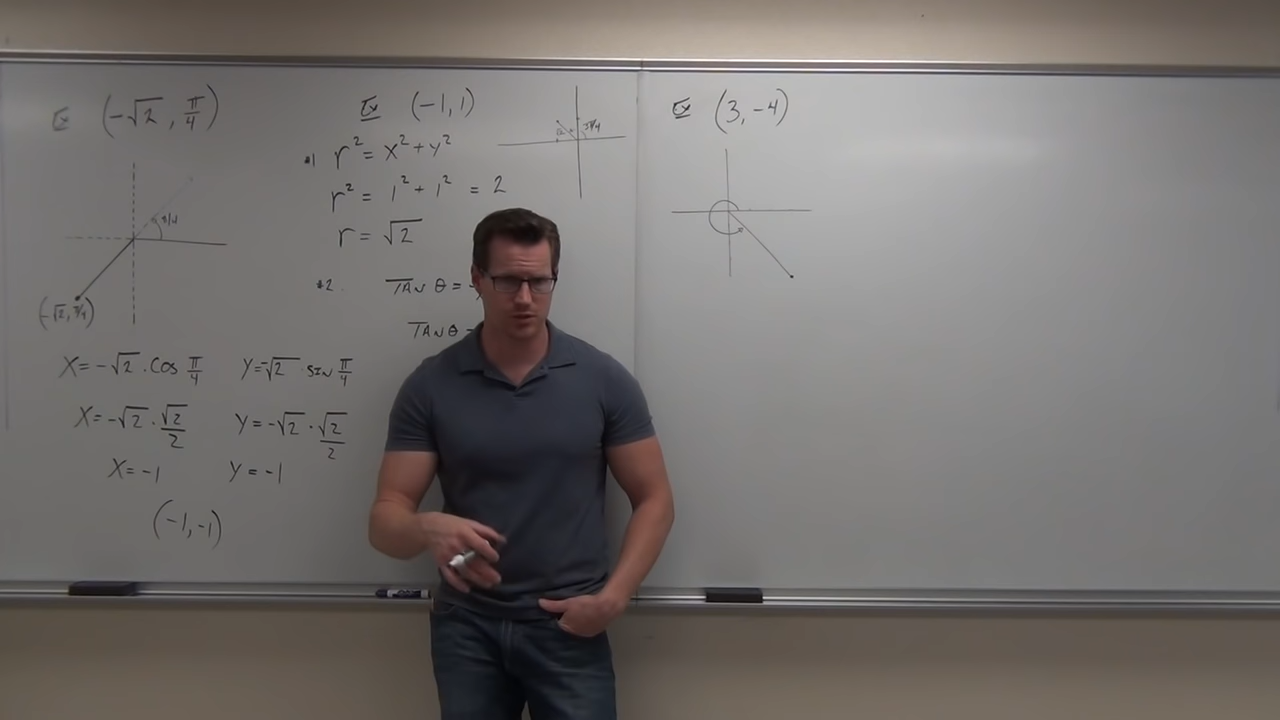 Ex (-√2, π/4)
π/4
(-√2, π/4)
X = -√2 · cos π/4 Y = -√2 · sin π/4
X = -√2 · √2/2 Y = -√2 · √2/2
X = -1 Y = -1
(-1, -1)
Ex (-1, 1)
3π/4
#1 r² = x² + y²
r² = 1² + 1² = 2
r = √2
#2. TAN θ =
TAN θ =
Ex (3, -4)